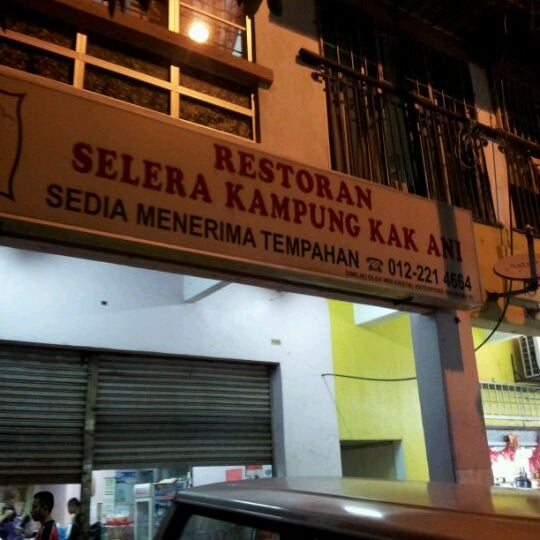 RESTORAN
SELERA KAMPUNG KAK ANI
SEDIA MENERIMA TEMPAHAN ☎ 012-221 4664